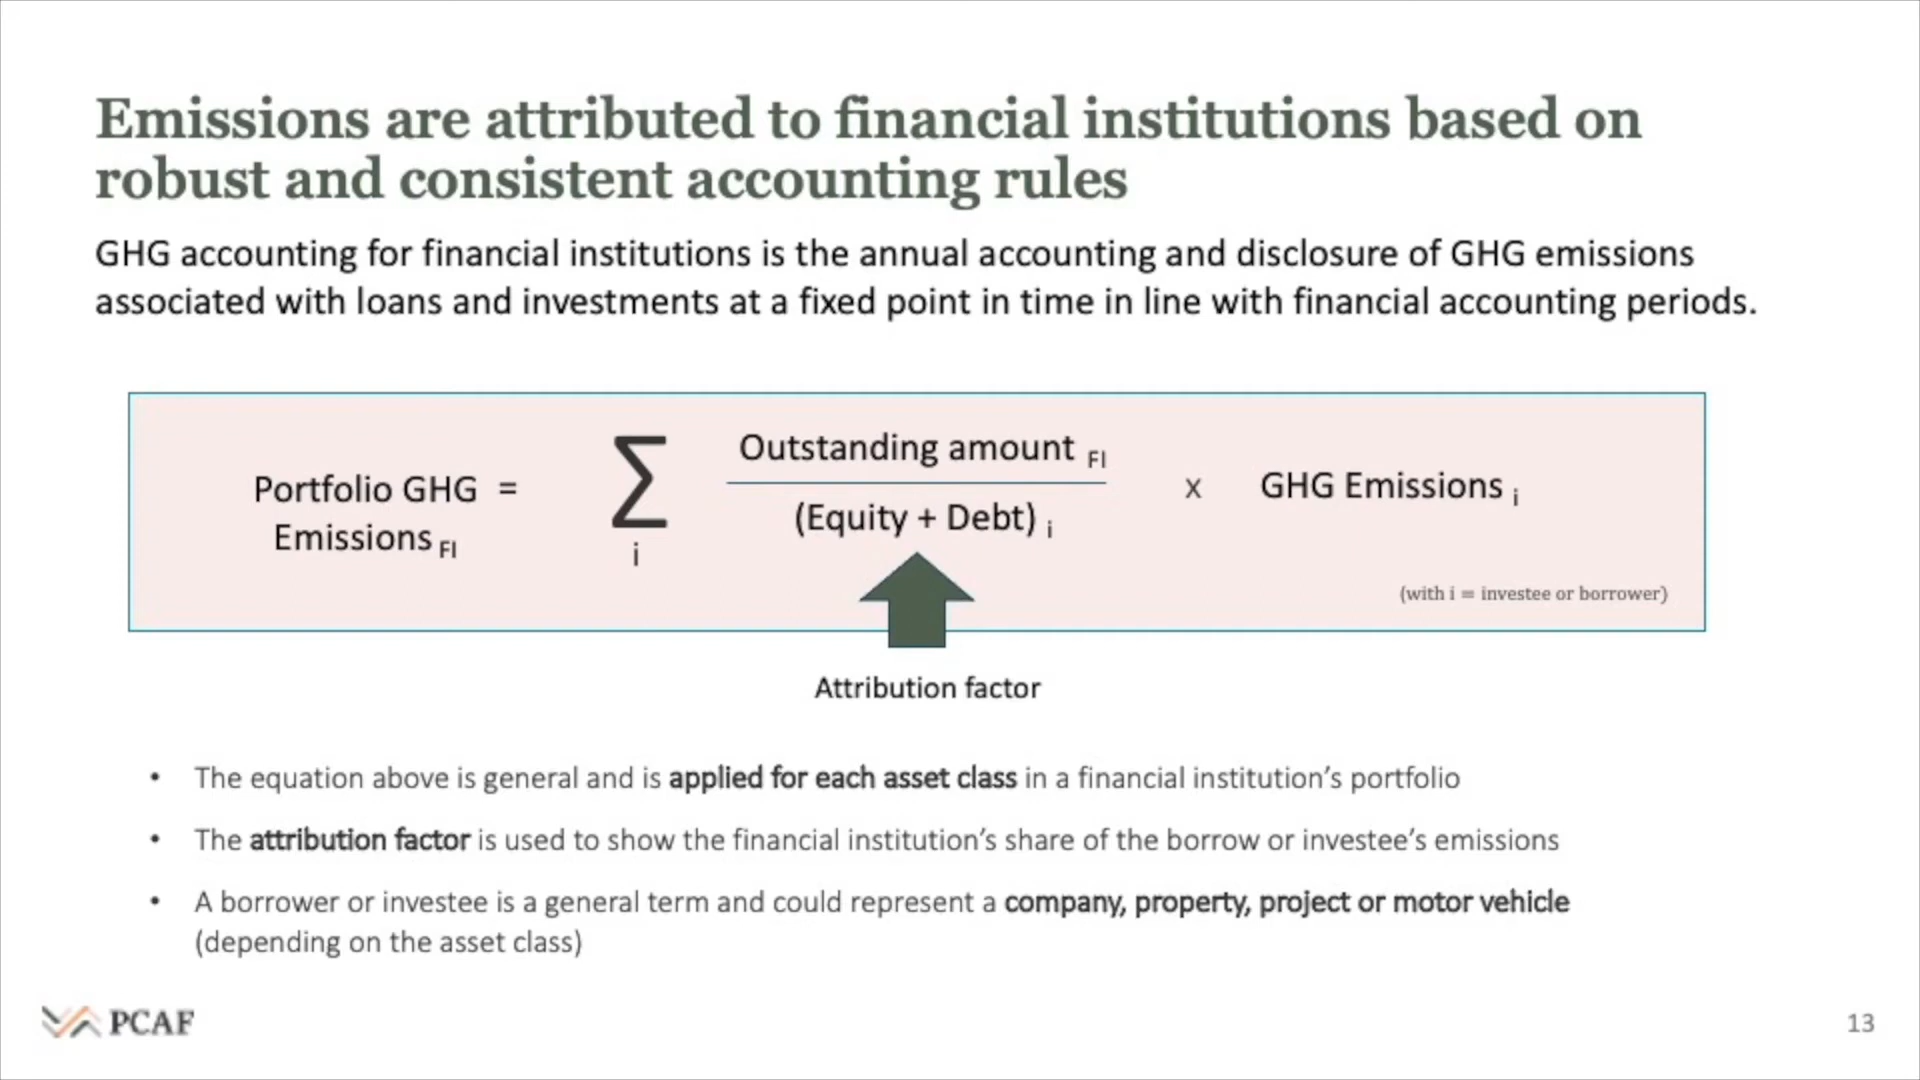 Emissions are attributed to financial institutions based on
robust and consistent accounting rules
GHG accounting for financial institutions is the annual accounting and disclosure of GHG emissions
associated with loans and investments at a fixed point in time in line with financial accounting periods.
Portfolio GHG =
Emissions FI
∑
i
Outstanding amount FI
(Equity + Debt) i
x
GHG Emissions i
(with i = investee or borrower)
Attribution factor
• The equation above is general and is applied for each asset class in a financial institution’s portfolio
• The attribution factor is used to show the financial institution’s share of the borrow or investee’s emissions
• A borrower or investee is a general term and could represent a company, property, project or motor vehicle
(depending on the asset class)
PCAF
13